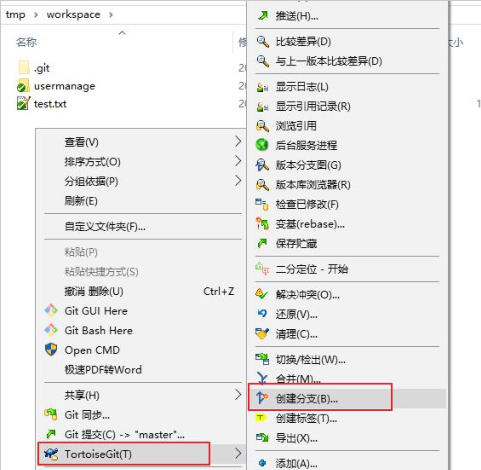 tmp › workspace ›
名称
大小
.git
usermanage
test.txt
查看(V)
排序方式(O)
分组依据(P)
刷新(E)
自定义文件夹(F)...
粘贴(P)
粘贴快捷方式(S)
撤消 删除(U) Ctrl+Z
Git GUI Here
Git Bash Here
Open CMD
极速PDF转Word
共享(H)
Git 同步...
Git 提交(C) -> "master"...
TortoiseGit(T)
推送(H)...
比较差异(D)
与上一版本比较差异(D)
显示日志(L)
显示引用记录(R)
浏览引用
后台服务进程
版本分支图(G)
版本库浏览器(R)
检查已修改(F)
变基(rebase)...
保存贮藏
二分定位 - 开始
解决冲突(O)...
还原(V)...
清理(C)...
切换/检出(W)...
合并(M)...
创建分支(B)...
创建标签(T)...
导出(X)...
添加(A)...